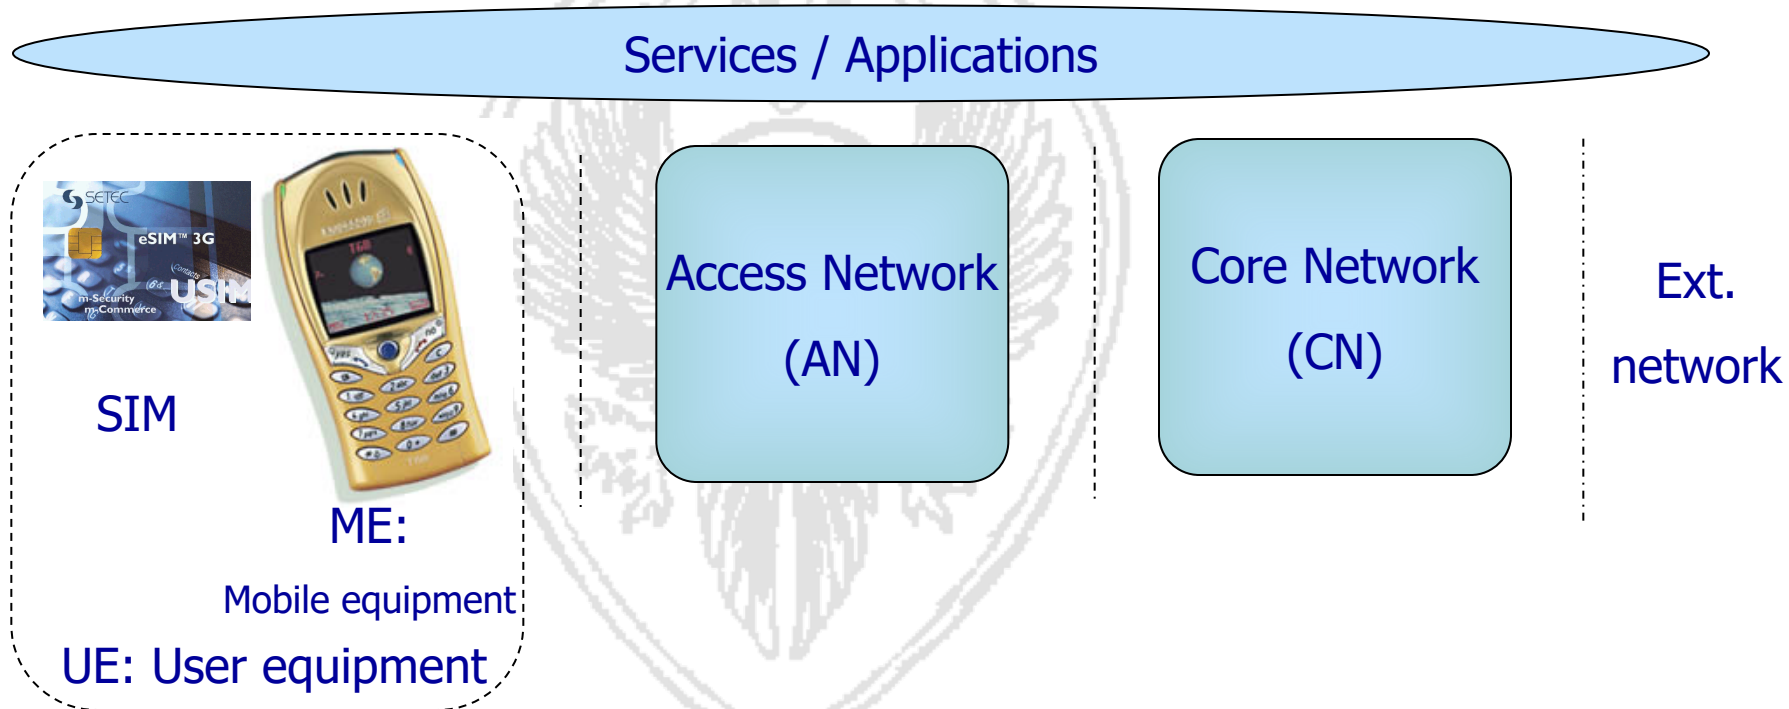 Services / Applications
SETEC
eSIM™ 3G
Contacts
USIM
m-Security
m-Commerce
SIM
ME:
Mobile equipment
UE: User equipment
Access Network
(AN)
Core Network
(CN)
Ext.
network